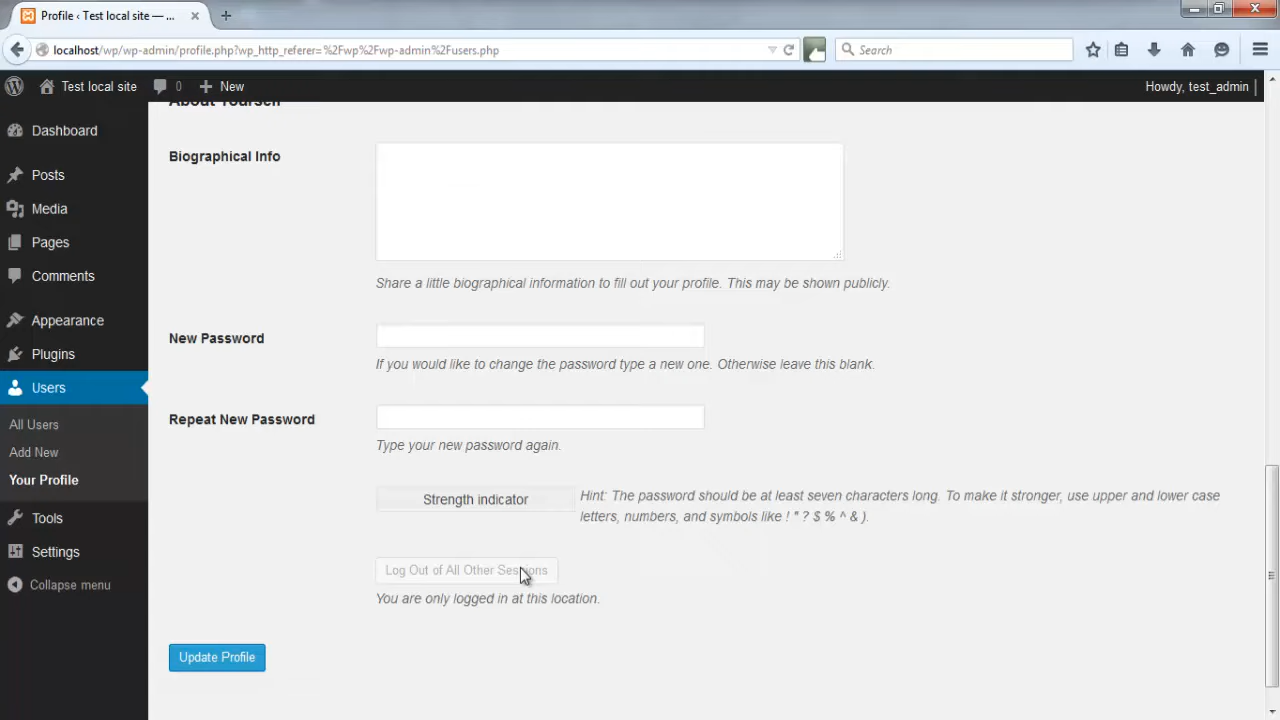 Profile ‹ Test local site — ...
localhost/wp/wp-admin/profile.php?wp_http_referer=%2Fwp%2Fwp-admin%2Fusers.php
Search
Test local site
0
New
Howdy, test_admin
Dashboard
Posts
Media
Pages
Comments
Appearance
Plugins
Users
All Users
Add New
Your Profile
Tools
Settings
Collapse menu
About Yourself
Biographical Info
Share a little biographical information to fill out your profile. This may be shown publicly.
New Password
If you would like to change the password type a new one. Otherwise leave this blank.
Repeat New Password
Type your new password again.
Strength indicator
Hint: The password should be at least seven characters long. To make it stronger, use upper and lower case
letters, numbers, and symbols like ! " ? $ % ^ & ).
Log Out of All Other Sessions
You are only logged in at this location.
Update Profile